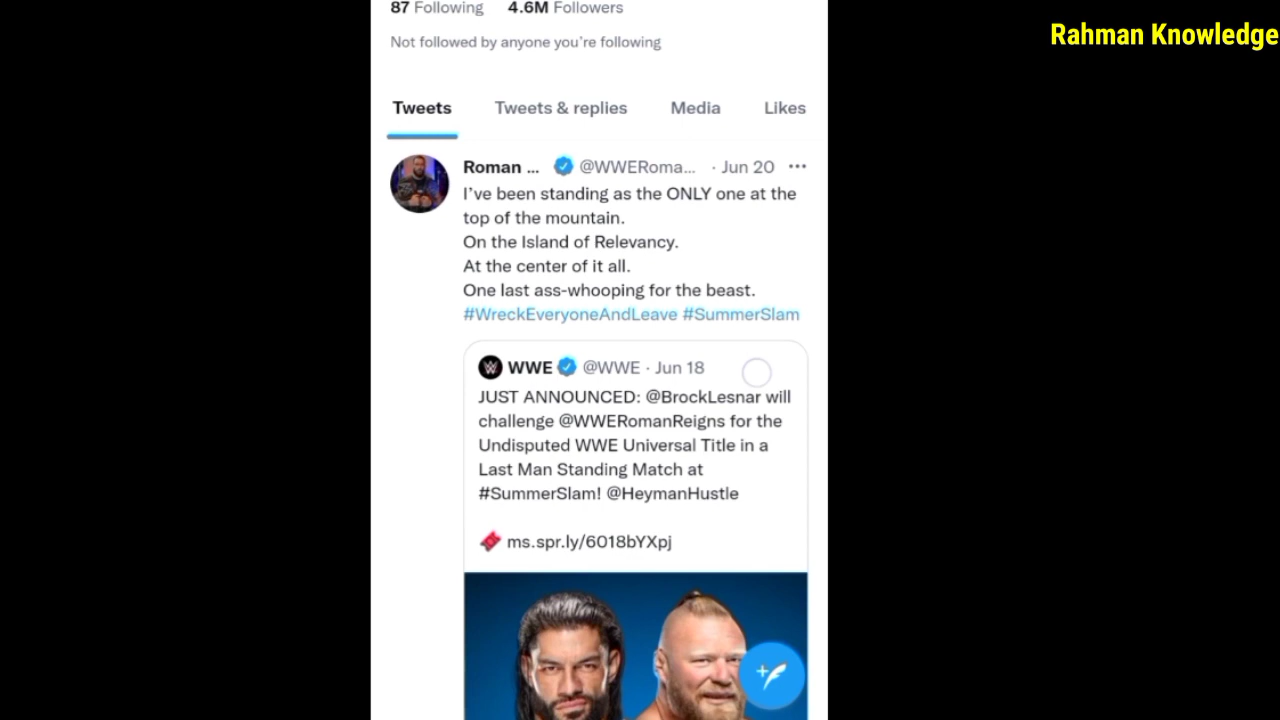 87 Following 4.6M Followers
Rahman Knowledge
Not followed by anyone you're following
Tweets Tweets & replies Media Likes
Roman ... @WWERoma... · Jun 20 ···
I've been standing as the ONLY one at the
top of the mountain.
On the Island of Relevancy.
At the center of it all.
One last ass-whooping for the beast.
#WreckEveryoneAndLeave #SummerSlam
WWE @WWE · Jun 18
JUST ANNOUNCED: @BrockLesnar will
challenge @WWERomanReigns for the
Undisputed WWE Universal Title in a
Last Man Standing Match at
#SummerSlam! @HeymanHustle
ms.spr.ly/6018bYXpj